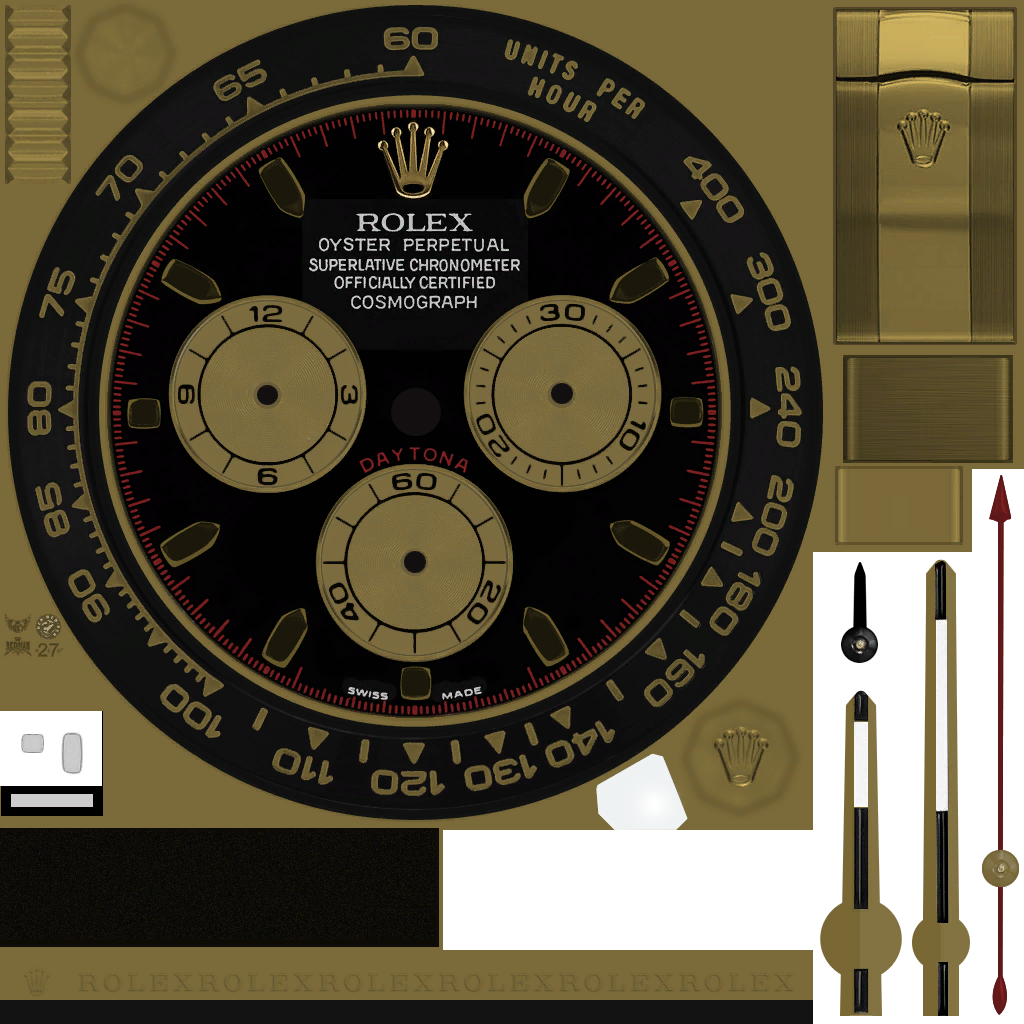 60
UNITS PER
HOUR
65
70
400
ROLEX
OYSTER PERPETUAL
SUPERLATIVE CHRONOMETER
OFFICIALLY CERTIFIED
COSMOGRAPH
75
300
12
30
9
3
80
240
10
20
6
DAYTONA
60
85
200
90
180
40
20
27
160
100
SWISS MADE
140
110
130
120
ROLEXROLEXROLEXROLEXROLEXROLEX